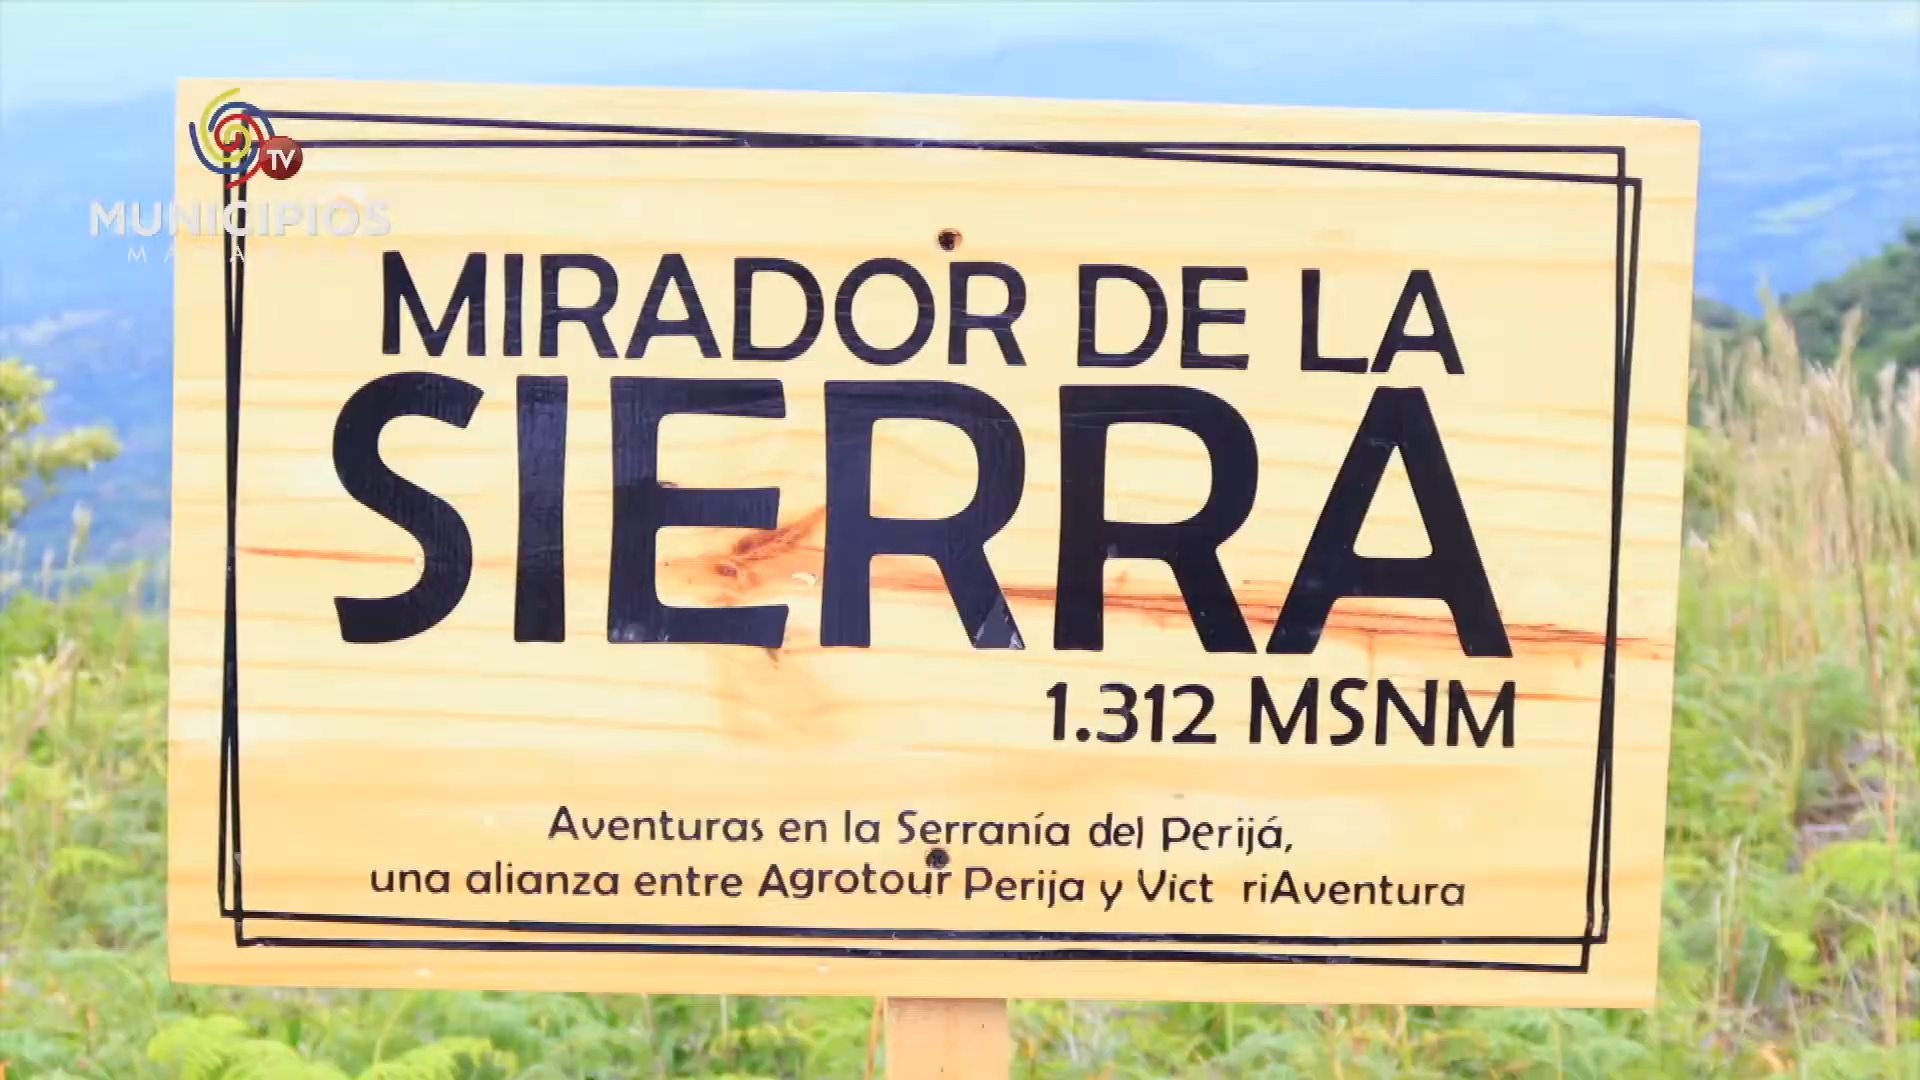 TV
MUNICIPIOS
MIRADOR DE LA
SIERRA
1.312 MSNM
Aventuras en la Serranía del Perijá,
una alianza entre Agrotour Perija y Vict riAventura